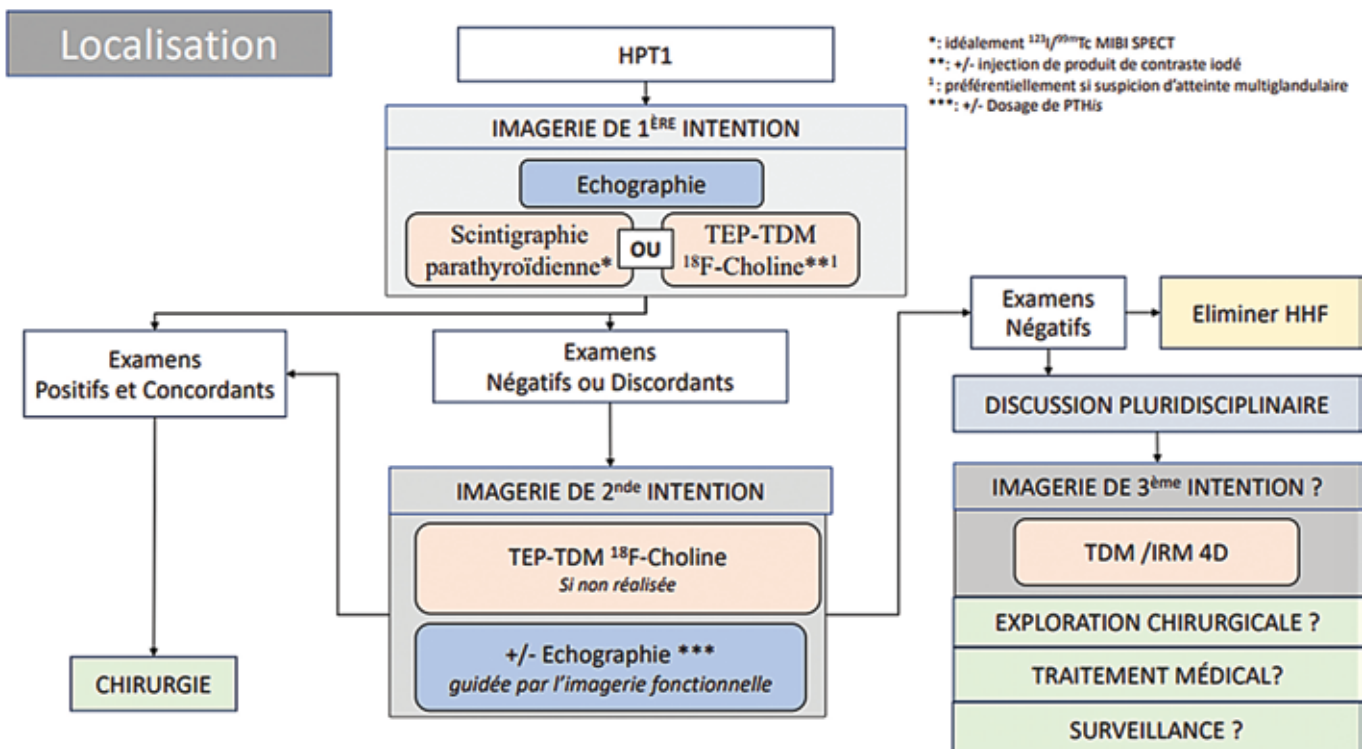 Localisation
HPT1
*: idéalement ¹²³I/⁹⁹ᵐTc MIBI SPECT
**: +/- injection de produit de contraste iodé
¹ : préférentiellement si suspicion d'atteinte multiglandulaire
***: +/- Dosage de PTHis
IMAGERIE DE 1ÈRE INTENTION
Echographie
Scintigraphie
parathyroïdienne*
OU
TEP-TDM
¹⁸F-Choline**¹
Examens
Positifs et Concordants
Examens
Négatifs ou Discordants
Examens
Négatifs
Eliminer HHF
DISCUSSION PLURIDISCIPLINAIRE
IMAGERIE DE 2nde INTENTION
TEP-TDM ¹⁸F-Choline
Si non réalisée
+/- Echographie ***
guidée par l'imagerie fonctionnelle
CHIRURGIE
IMAGERIE DE 3ème INTENTION ?
TDM /IRM 4D
EXPLORATION CHIRURGICALE ?
TRAITEMENT MÉDICAL?
SURVEILLANCE ?